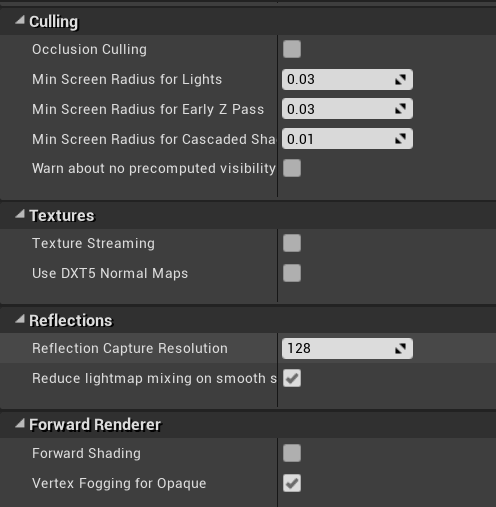 Culling
Occlusion Culling
Min Screen Radius for Lights 0.03
Min Screen Radius for Early Z Pass 0.03
Min Screen Radius for Cascaded Sha 0.01
Warn about no precomputed visibility
Textures
Texture Streaming
Use DXT5 Normal Maps
Reflections
Reflection Capture Resolution 128
Reduce lightmap mixing on smooth s
Forward Renderer
Forward Shading
Vertex Fogging for Opaque